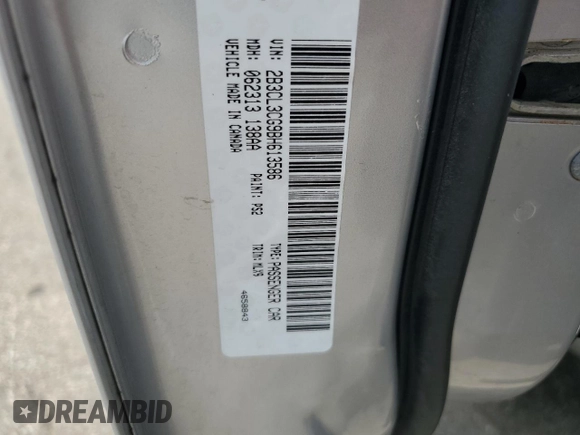 VIN: 2B3CL3CG9BH613586 TYPE: PASSENGER CAR
MDH: 062313 138AA PAINT: PS2 TRIM: MLX9 4658843
VEHICLE MADE IN CANADA
DREAMBID